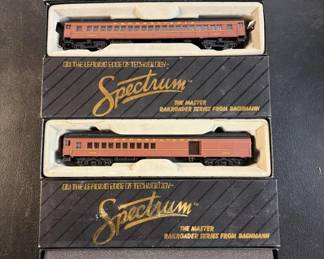 ON THE LEADING EDGE OF TECHNOLOGY
Spectrum
THE MASTER
RAILROADER SERIES FROM BACHMANN
ON THE LEADING EDGE OF TECHNOLOGY
Spectrum
THE MASTER
RAILROADER SERIES FROM BACHMANN